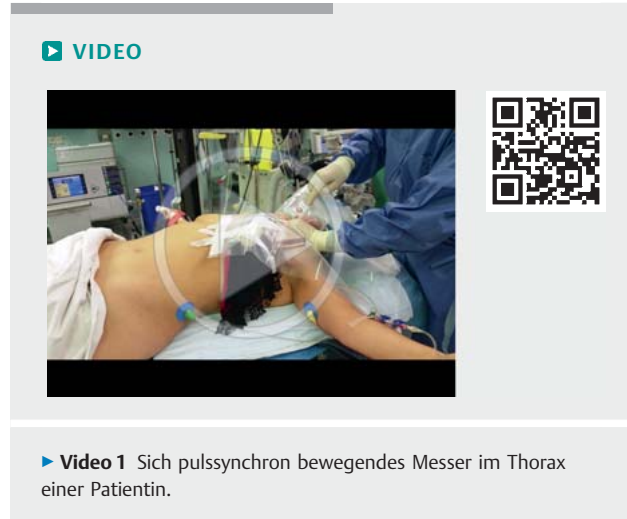 VIDEO
▶ Video 1 Sich pulssynchron bewegendes Messer im Thorax
einer Patientin.